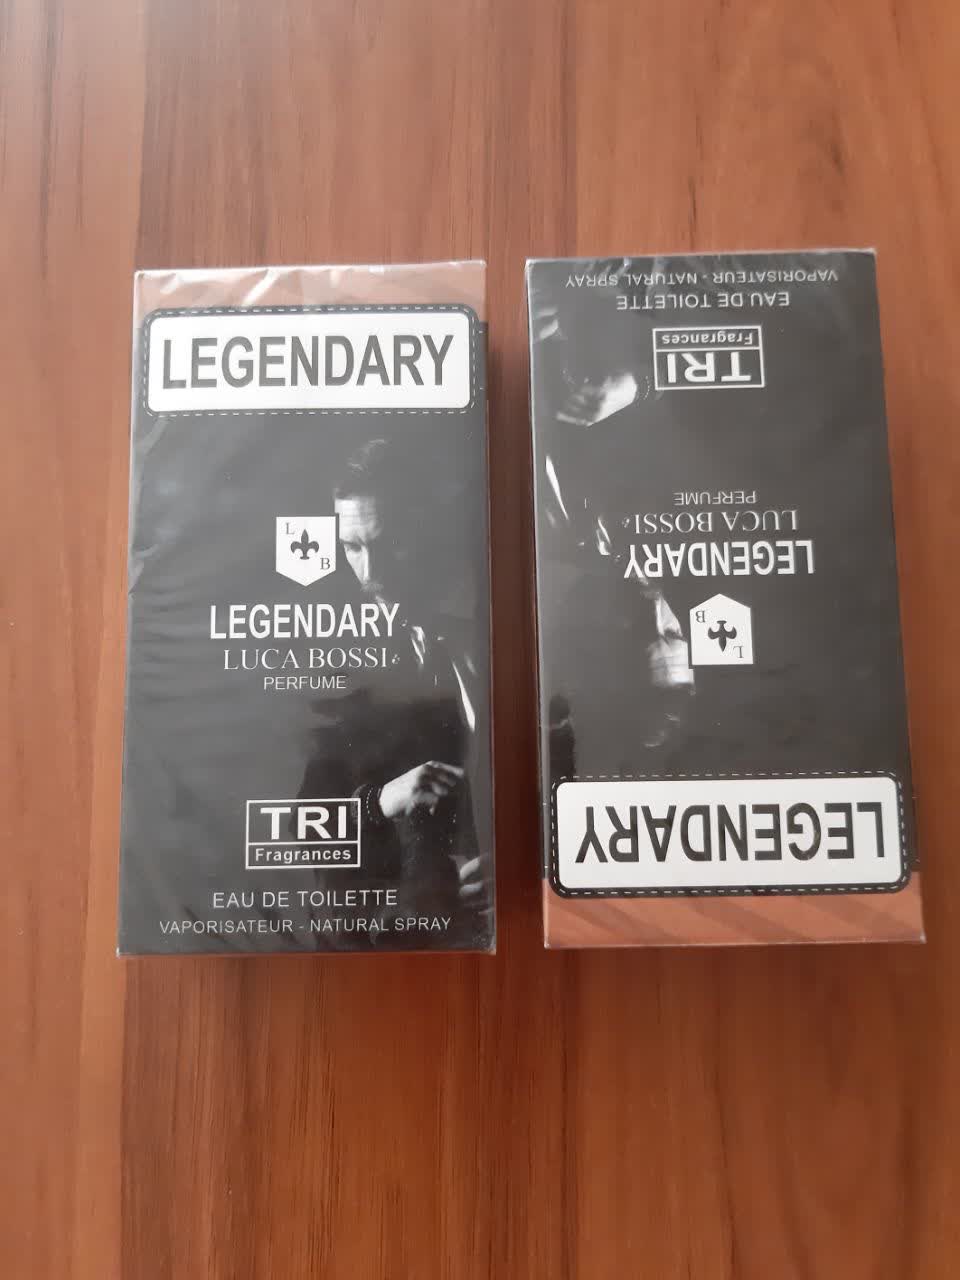 LEGENDARY
L
B
LEGENDARY
LUCA BOSSI
PERFUME
TRI
Fragrances
EAU DE TOILETTE
VAPORISATEUR - NATURAL SPRAY
LEGENDARY
L
B
LEGENDARY
LUCA BOSSI
PERFUME
TRI
Fragrances
EAU DE TOILETTE
VAPORISATEUR - NATURAL SPRAY